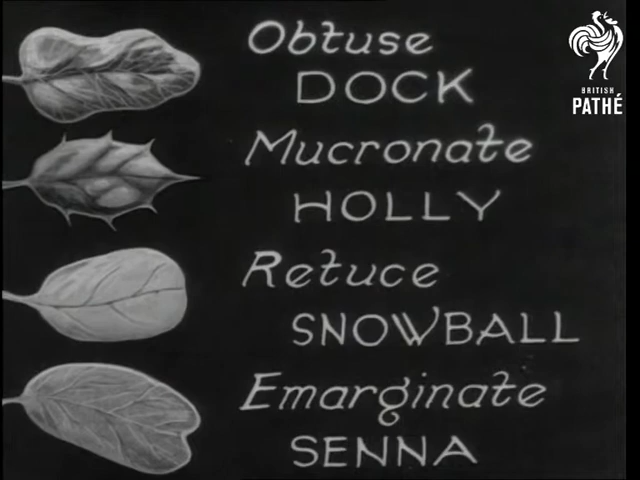 Obtuse
DOCK
Mucronate
HOLLY
Retuce
SNOWBALL
Emarginate
SENNA
BRITISH
PATHÉ